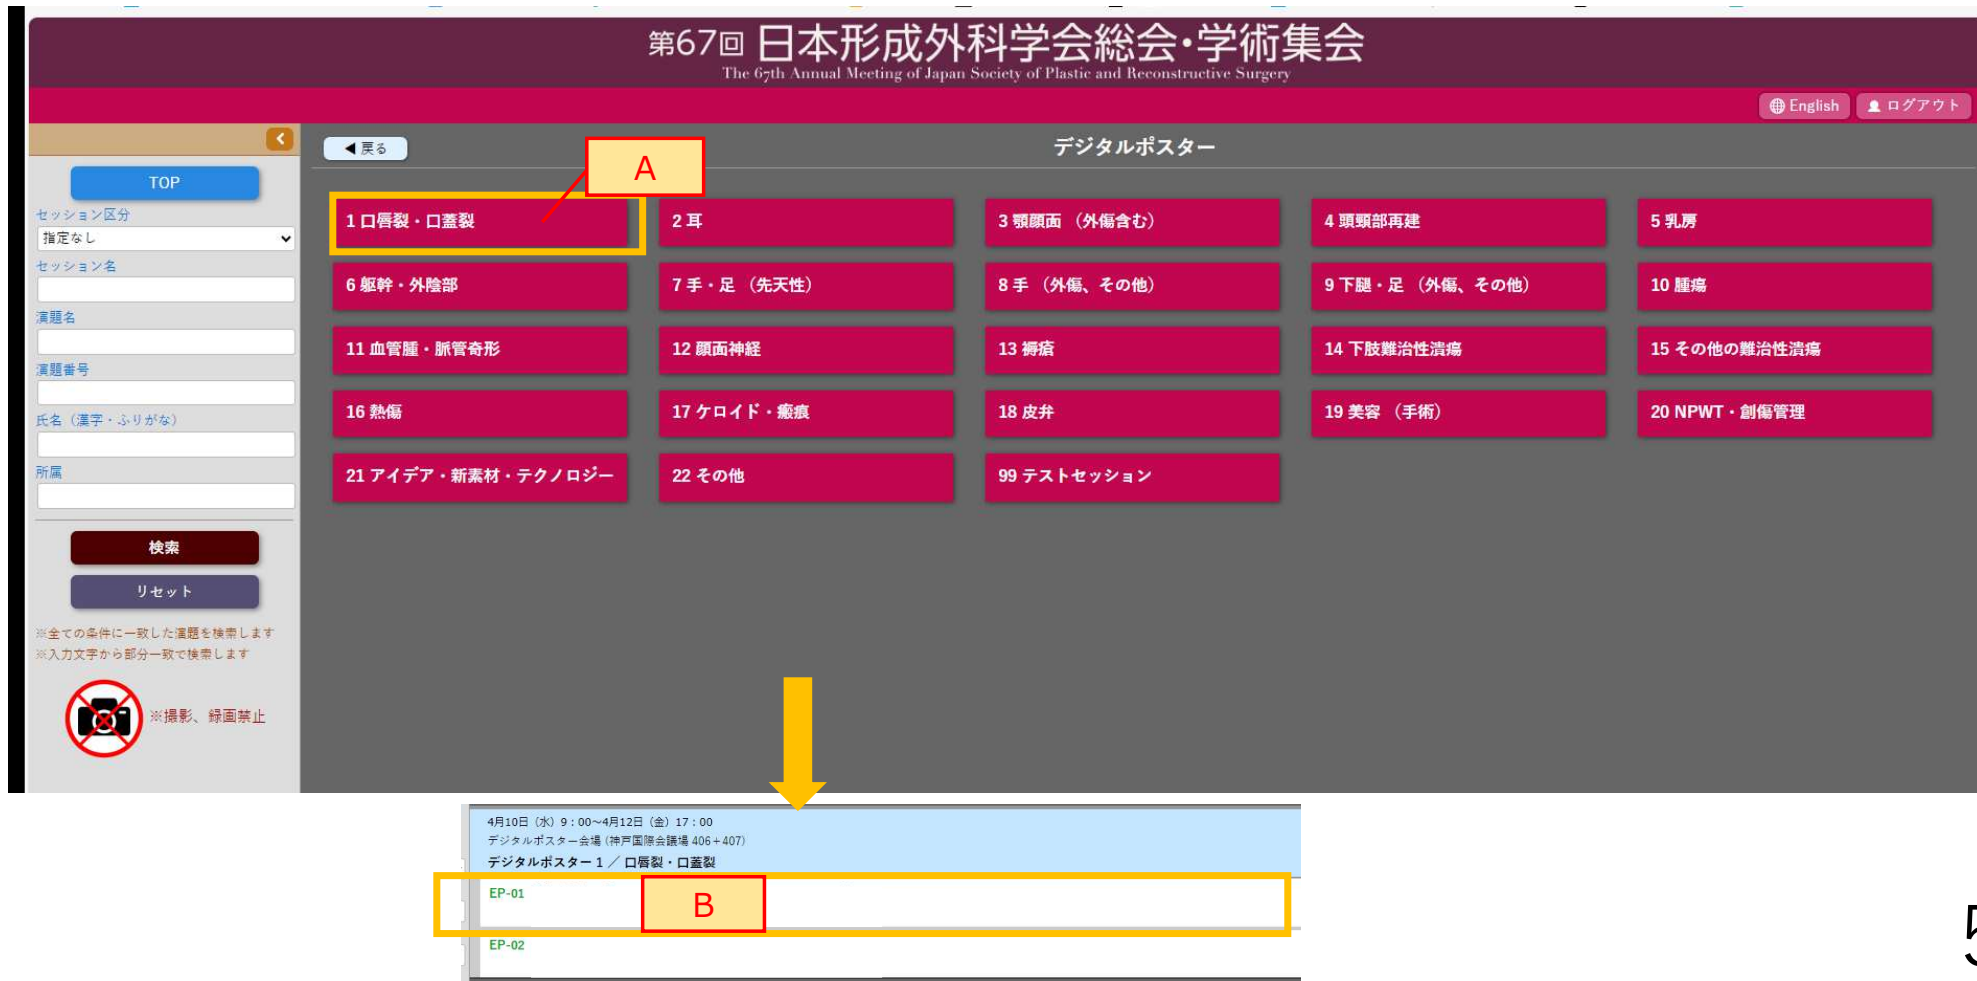 第67回 日本形成外科学会総会・学術集会
The 67th Annual Meeting of Japan Society of Plastic and Reconstructive Surgery
English ログアウト
戻る
デジタルポスター
A
TOP
セッション区分
指定なし
セッション名
演題名
演題番号
氏名（漢字・ふりがな）
所属
検索
リセット
※全ての条件に一致した演題を検索します
※入力文字から部分一致で検索します
※撮影、録画禁止
1 口唇裂・口蓋裂
2 耳
3 顎顔面 （外傷含む）
4 頭頸部再建
5 乳房
6 躯幹・外陰部
7 手・足 （先天性）
8 手 （外傷、その他）
9 下腿・足 （外傷、その他）
10 腫瘍
11 血管腫・脈管奇形
12 顔面神経
13 褥瘡
14 下肢難治性潰瘍
15 その他の難治性潰瘍
16 熱傷
17 ケロイド・瘢痕
18 皮弁
19 美容 （手術）
20 NPWT・創傷管理
21 アイデア・新素材・テクノロジー
22 その他
99 テストセッション
4月10日（水）9：00～4月12日（金）17：00
デジタルポスター会場（神戸国際会議場 406＋407）
デジタルポスター 1 ／ 口唇裂・口蓋裂
EP-01
B
EP-02
5